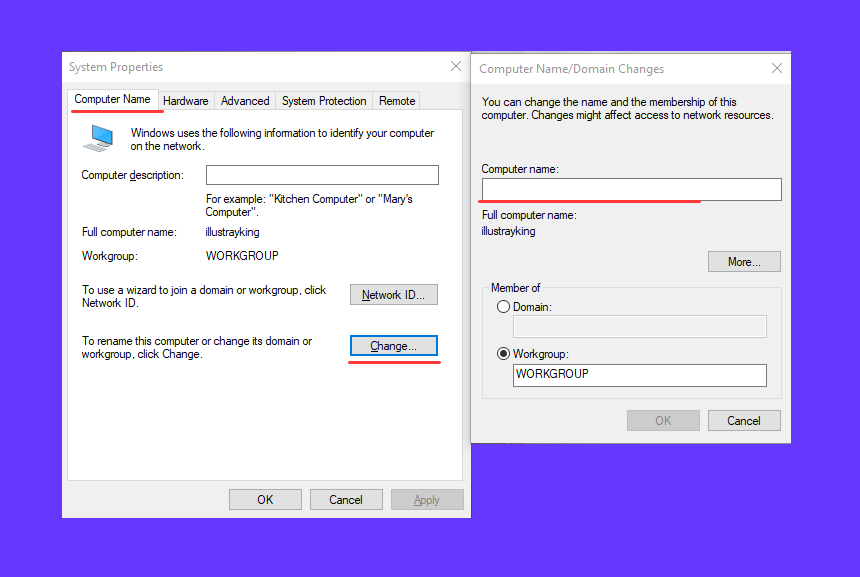 System Properties
Computer Name
Hardware
Advanced
System Protection
Remote
Windows uses the following information to identify your computer
on the network.
Computer description:
For example: "Kitchen Computer" or "Mary's
Computer".
Full computer name:
illustrayking
Workgroup:
WORKGROUP
To use a wizard to join a domain or workgroup, click
Network ID.
Network ID...
To rename this computer or change its domain or
workgroup, click Change.
Change...
OK
Cancel
Apply
Computer Name/Domain Changes
You can change the name and the membership of this
computer. Changes might affect access to network resources.
Computer name:
Full computer name:
illustrayking
More...
Member of
Domain:
Workgroup:
WORKGROUP
OK
Cancel